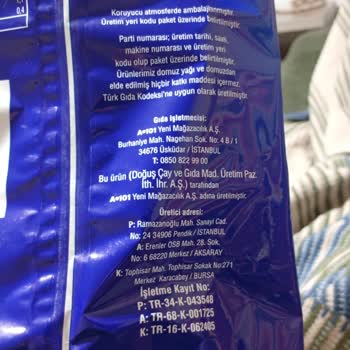 0.4
Koruyucu atmosferde ambalajlanmıştır.
Üretim yeri kodu paket üzerinde belirtilmiştir.
Parti numarası; üretim tarihi, saat,
makine numarası ve üretim yeri
kodu olup paket üzerinde belirtilmiştir.
Ürünlerimiz domuz yağı ve domuzdan
elde edilmiş hiçbir katkı maddesi içermez.
Türk Gıda Kodeksi'ne uygun olarak üretilmiştir.
Gıda işletmecisi:
A101 Yeni Mağazacılık A.Ş.
Burhaniye Mah. Nagehan Sok. No: 4 B / 1
34676 Üsküdar / İSTANBUL
T: 0850 822 99 00
Bu ürün (Doğuş Çay ve Gıda Mad. Üretim Paz.
İth. İhr. A.Ş.) tarafından
A101 Yeni Mağazacılık A.Ş. adına üretilmiştir.
Üretici adresi:
P: Ramazanoğlu Mah. Sanayi Cad.
No: 24 34906 Pendik / İSTANBUL
A: Erenler OSB Mah. 28. Sok.
No: 6 68220 Merkez / AKSARAY
K: Tophisar Mah. Tophisar Sokak No:271
Merkez Karacabey / BURSA
İşletme Kayıt No:
P: TR-34-K-043548
A: TR-68-K-001725
K: TR-16-K-062405